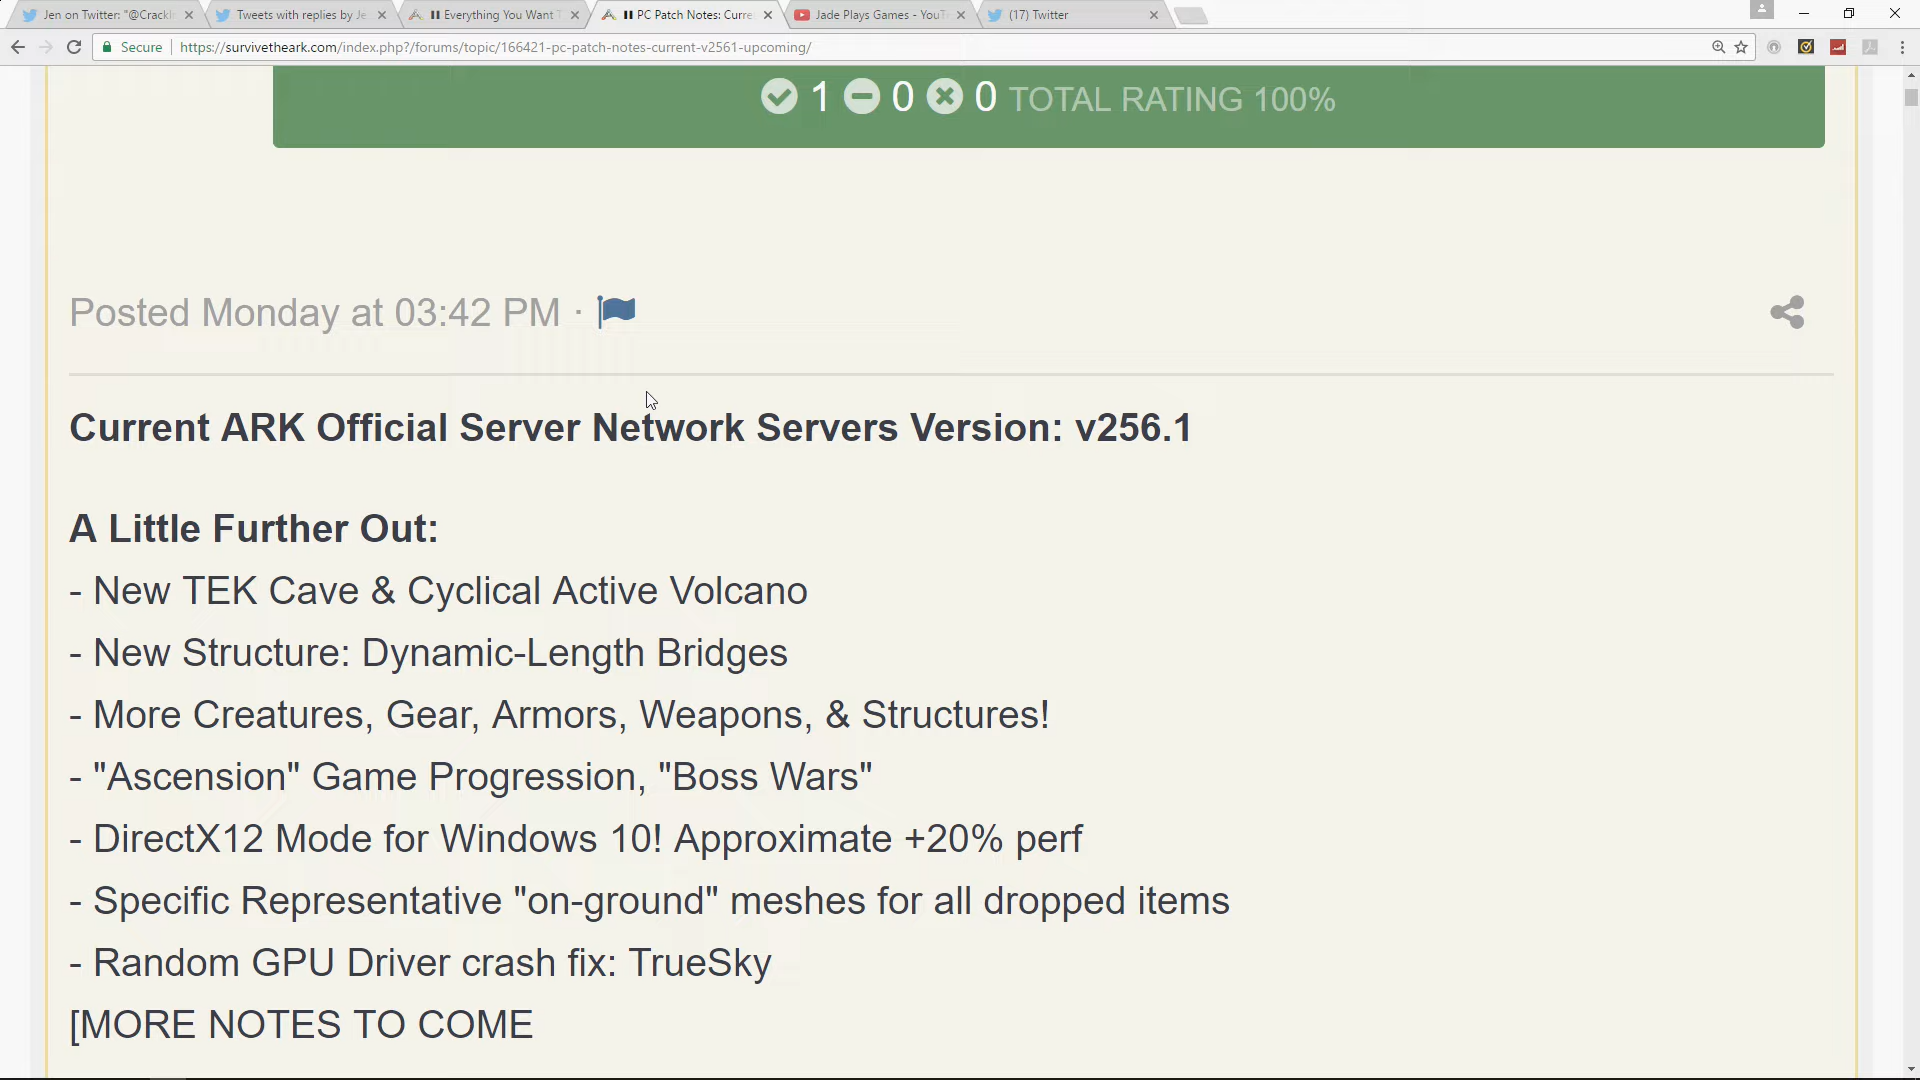 Jen on Twitter: "@CrackIn
Tweets with replies by Je
Everything You Want T
PC Patch Notes: Curre
Jade Plays Games - YouT
(17) Twitter
Secure
https://survivetheark.com/index.php?/forums/topic/166421-pc-patch-notes-current-v2561-upcoming/
1 0 0 TOTAL RATING 100%
Posted Monday at 03:42 PM ·
Current ARK Official Server Network Servers Version: v256.1
A Little Further Out:
- New TEK Cave & Cyclical Active Volcano
- New Structure: Dynamic-Length Bridges
- More Creatures, Gear, Armors, Weapons, & Structures!
- "Ascension" Game Progression, "Boss Wars"
- DirectX12 Mode for Windows 10! Approximate +20% perf
- Specific Representative "on-ground" meshes for all dropped items
- Random GPU Driver crash fix: TrueSky
[MORE NOTES TO COME